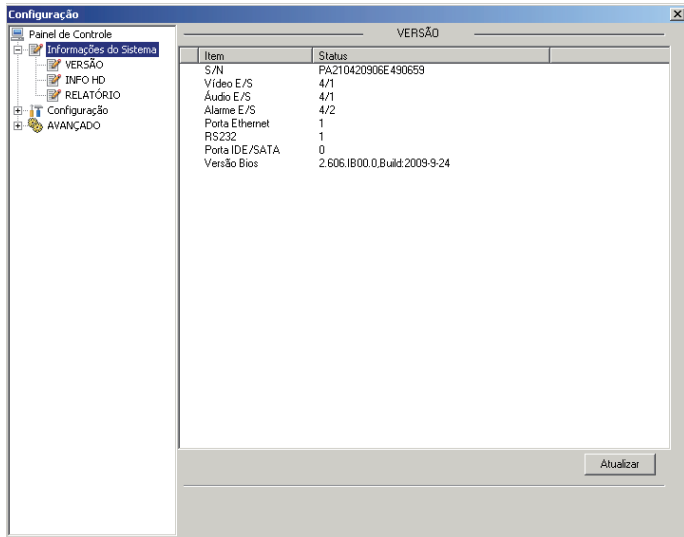 Configuração
Painel de Controle
Informações do Sistema
VERSÃO
INFO HD
RELATÓRIO
Configuração
AVANÇADO
VERSÃO
Item Status
S/N PA210420906E490659
Vídeo E/S 4/1
Áudio E/S 4/1
Alarme E/S 4/2
Porta Ethernet 1
RS232 1
Porta IDE/SATA 0
Versão Bios 2.606.IB00.0,Build:2009-9-24
Atualizar